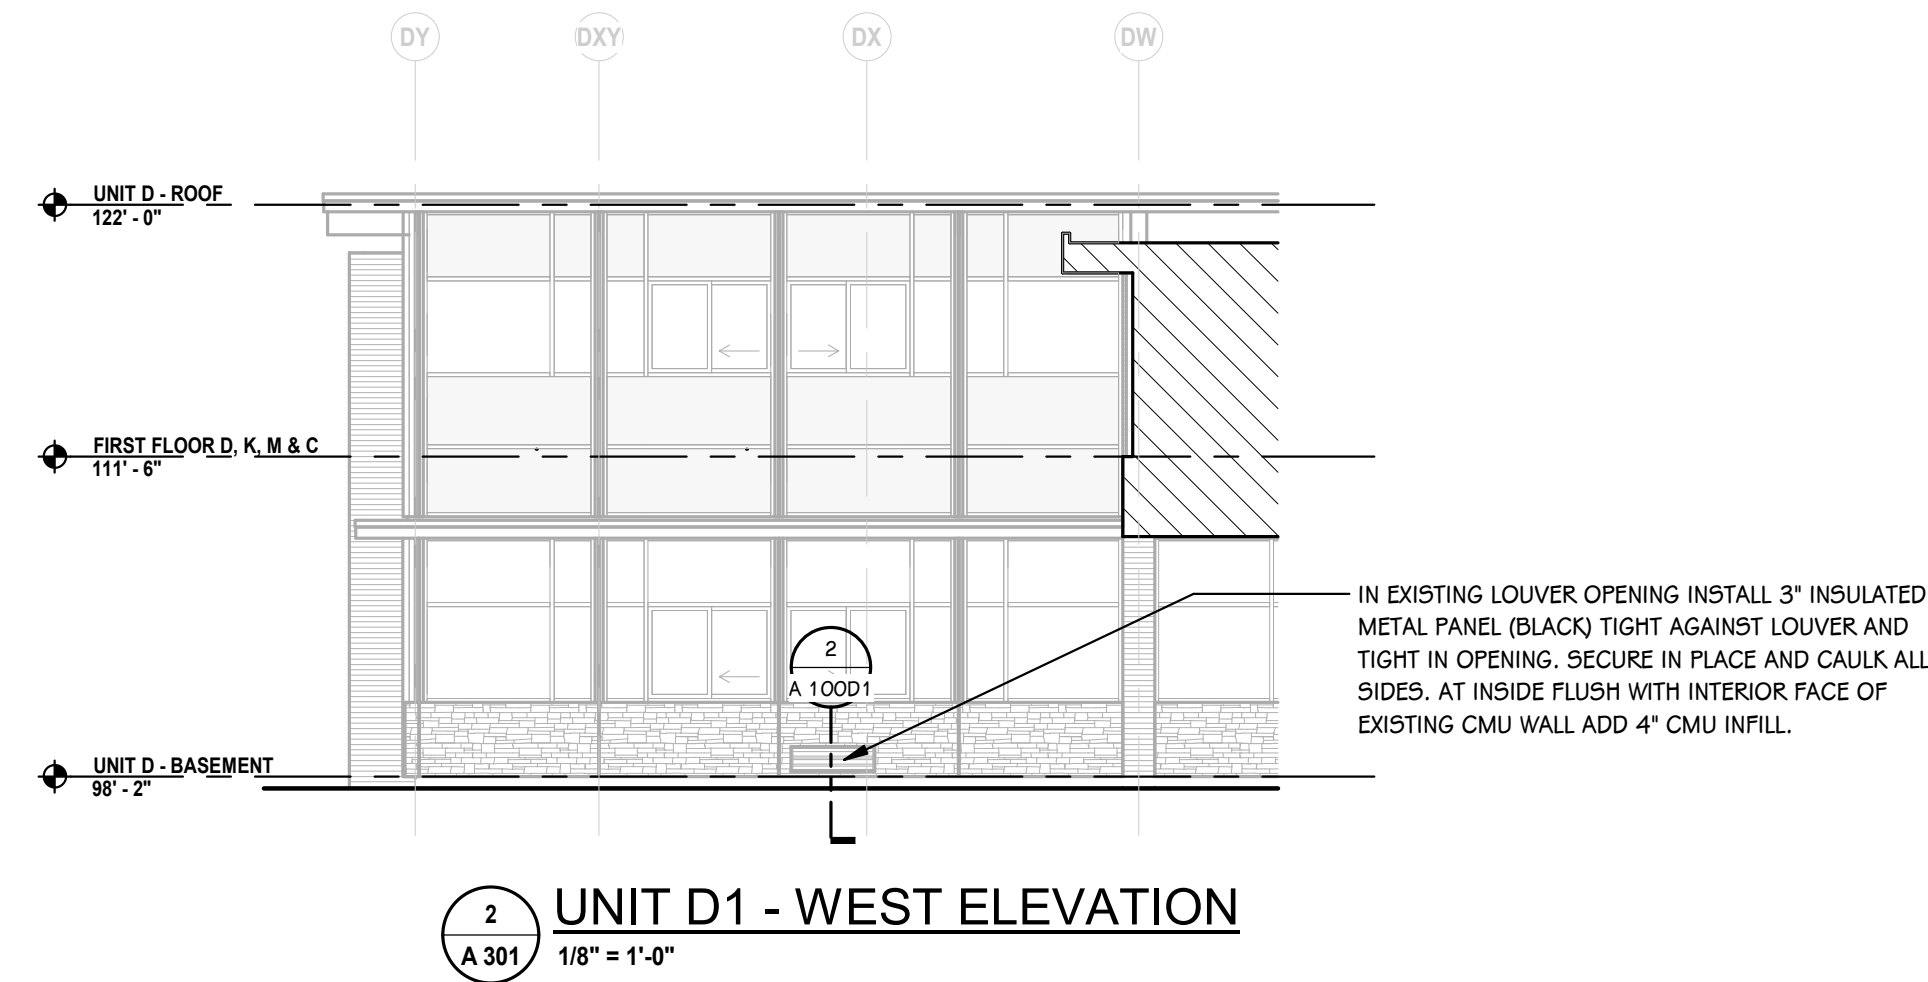 DY DXY DX DW
UNIT D - ROOF
122' - 0"
FIRST FLOOR D, K, M & C
111' - 6"
IN EXISTING LOUVER OPENING INSTALL 3" INSULATED
METAL PANEL (BLACK) TIGHT AGAINST LOUVER AND
TIGHT IN OPENING. SECURE IN PLACE AND CAULK ALL
SIDES. AT INSIDE FLUSH WITH INTERIOR FACE OF
EXISTING CMU WALL ADD 4" CMU INFILL.
2
A 100D1
UNIT D - BASEMENT
98' - 2"
2
A 301
UNIT D1 - WEST ELEVATION
1/8" = 1'-0"